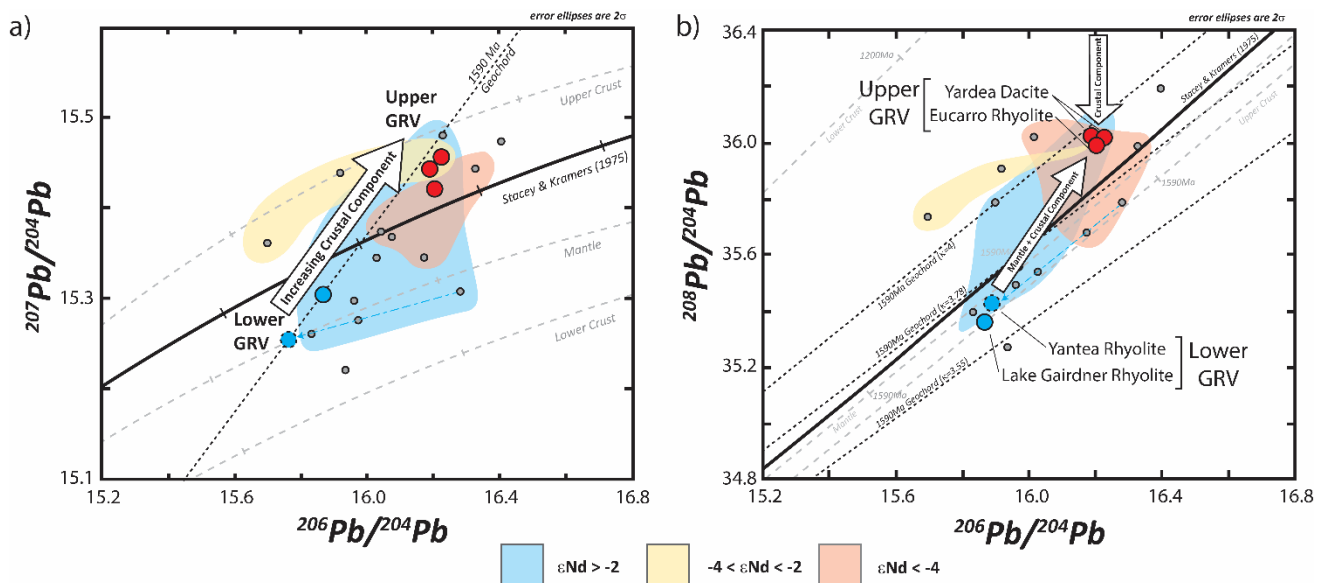 a)
error ellipses are 2σ
1590 Ma
Geochord
Upper Crust
Upper
GRV
15.5
Increasing Crustal Component
Stacey & Kramers (1975)
207Pb/204Pb
Mantle
15.3
Lower
GRV
Lower Crust
15.1
15.2
15.6
16.0
16.4
16.8
206Pb/204Pb
b)
error ellipses are 2σ
36.4
1200Ma
Crustal Component
Stacey & Kramers (1975)
Lower Crust
Upper
GRV
Yardea Dacite
Eucarro Rhyolite
Upper Crust
36.0
1590Ma
208Pb/204Pb
1590Ma
Mantle + Crustal Component
35.6
1590Ma Geochord (κ=4)
1590Ma Geochord (κ=3.78)
35.2
1590Ma
1590Ma Geochord (κ=3.55)
Mantle
Yantea Rhyolite
Lake Gairdner Rhyolite
Lower
GRV
34.8
15.2
15.6
16.0
16.4
16.8
206Pb/204Pb
εNd > -2
-4 < εNd < -2
εNd < -4